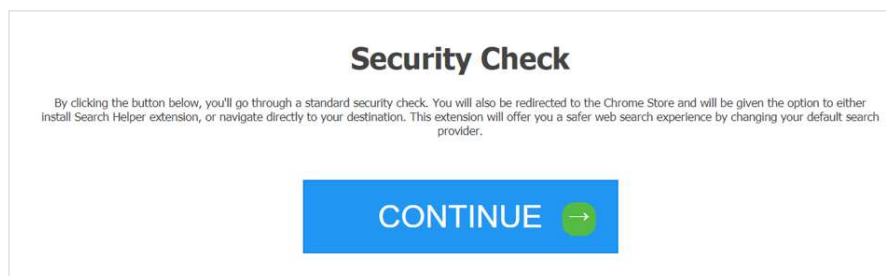 Security Check
By clicking the button below, you'll go through a standard security check. You will also be redirected to the Chrome Store and will be given the option to either
install Search Helper extension, or navigate directly to your destination. This extension will offer you a safer web search experience by changing your default search
provider.
CONTINUE →